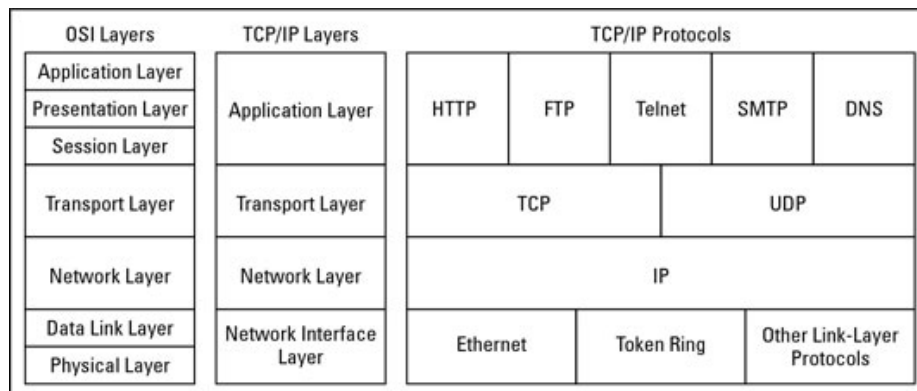 OSI Layers
TCP/IP Layers
TCP/IP Protocols
Application Layer
Presentation Layer
Session Layer
Transport Layer
Network Layer
Data Link Layer
Physical Layer
Application Layer
Transport Layer
Network Layer
Network Interface
Layer
HTTP
FTP
Telnet
SMTP
DNS
TCP
UDP
IP
Ethernet
Token Ring
Other Link-Layer
Protocols